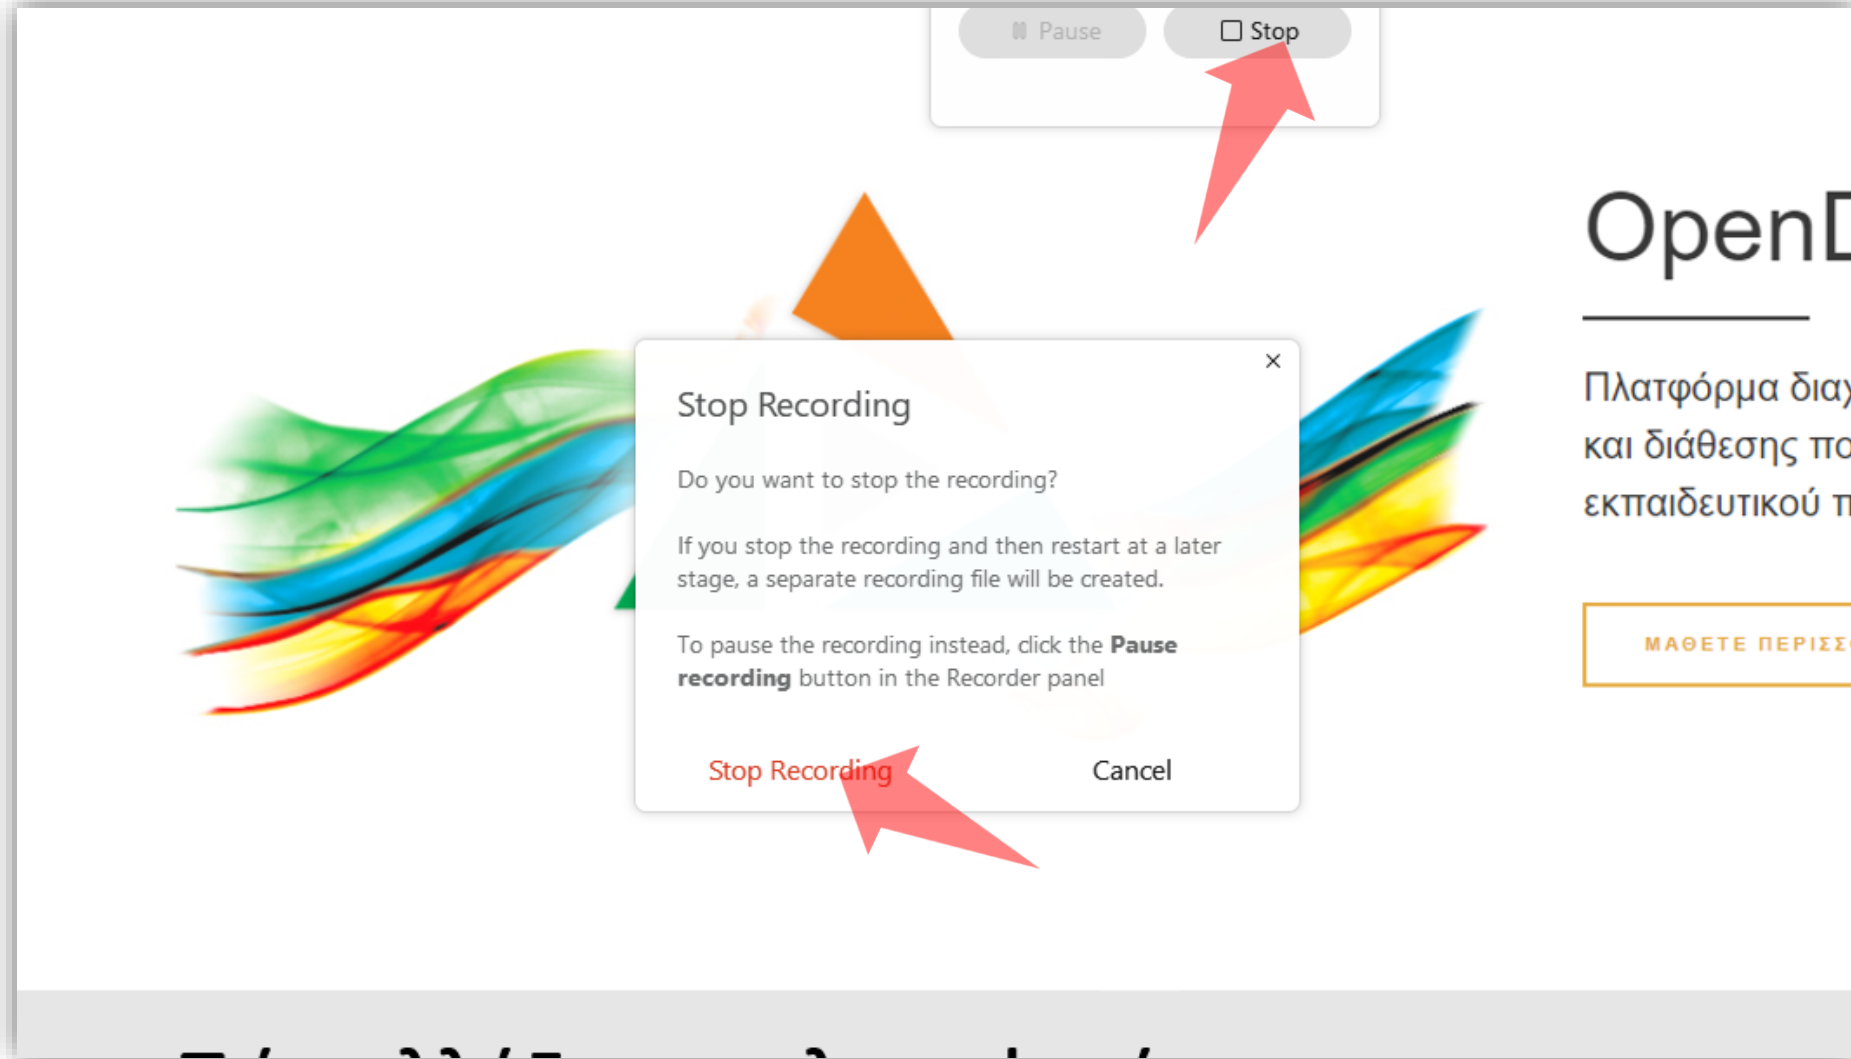 Pause
Stop
OpenD
Stop Recording
Do you want to stop the recording?
If you stop the recording and then restart at a later
stage, a separate recording file will be created.
To pause the recording instead, click the Pause
recording button in the Recorder panel
Stop Recording
Cancel
Πλατφόρμα διαχ
και διάθεσης πο
εκπαιδευτικού π
ΜΑΘΕΤΕ ΠΕΡΙΣΣ